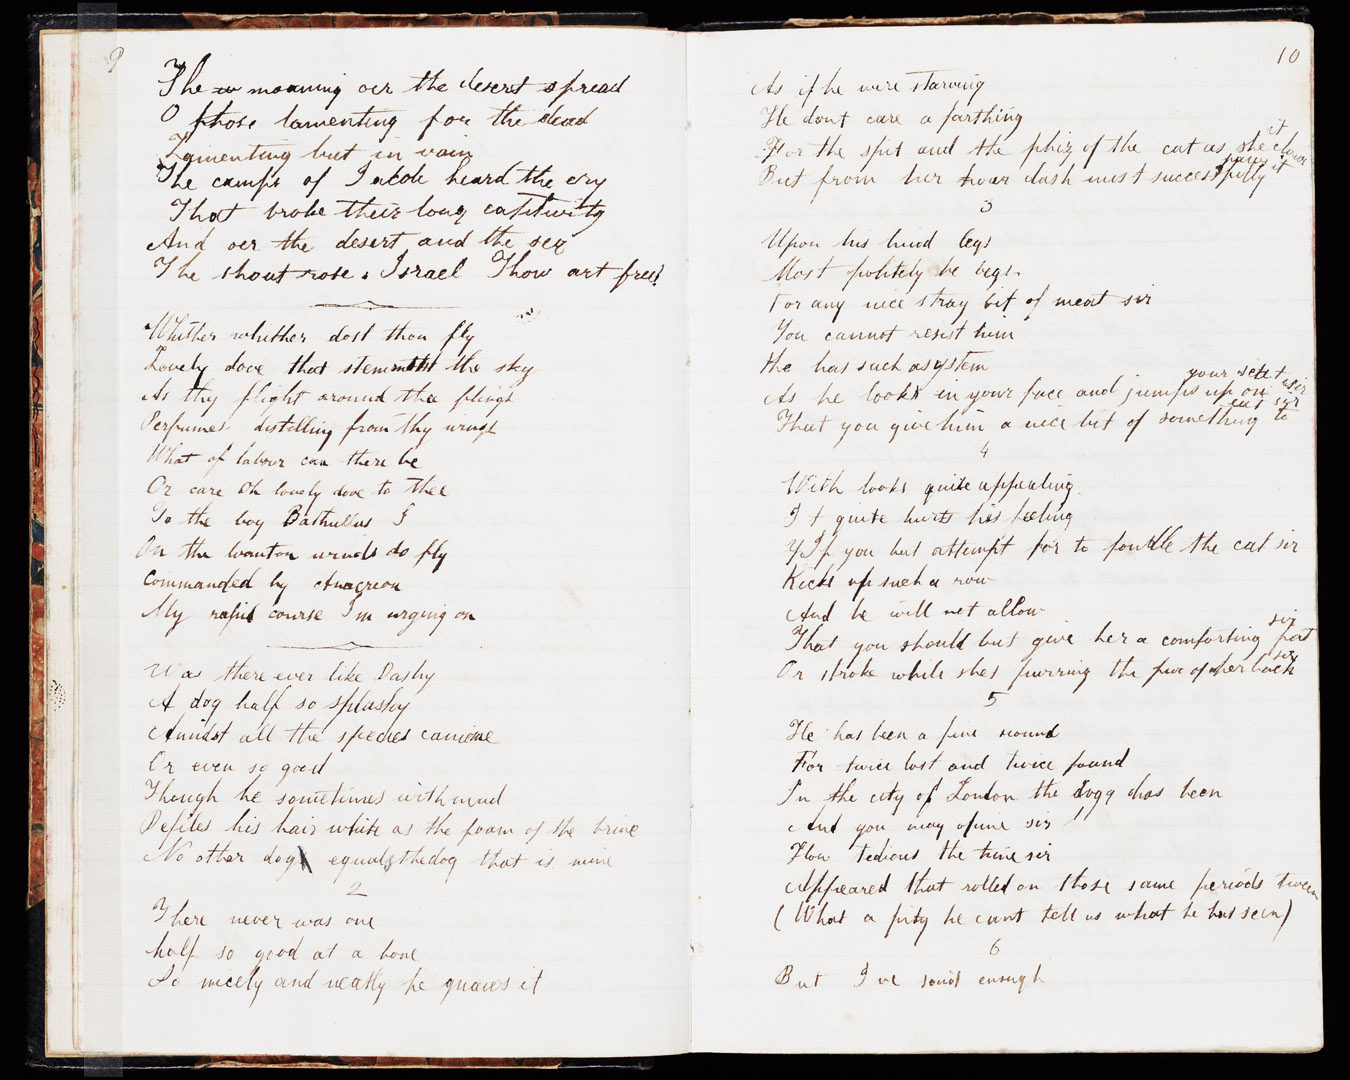 9
The moaning oer the desert spread
O those lamenting for the dead
Lamenting but in vain
The camps of Jacob heard the cry
That broke their long captivity
And oer the desert and the sea
The shout rose, Israel Thou art free!
Whither whither dost thou fly
Lovely dove that stemmst the sky
As thy flight around thee flings
Perfumes distilling from thy wings
What of labour can there be
Or care Oh lovely dove to Thee
To the boy Bathullus I
On the wanton winds do fly
Commanded by Anacreon
My rapid course I'm urging on
Was there ever like Dashy
A dog half so splashy
Amidst all the species canine
Or even so good
Though he sometimes with mud
Defiles his hair white as the foam of the brine
No other dog equals the dog that is mine
2
There never was one
half so good at a bone
So nicely and neatly he gnaws it
10
As if he were starving
He dont care a farthing
For the spit and the phiz of the cat as she claws it
But from her paws dash most successfully it
3
Upon his hind legs
Most politely he begs
For any nice stray bit of meat sir
You cannot resist him
He has such a system
As he looks in your face and jumps up on your seat sir
That you give him a nice bit of something to eat sir
4
With looks quite appealing
It quite hurts his feeling
If you but attempt for to fondle the cat sir
Kicks up such a row
And he will not allow
That you should but give her a comforting pat sir
Or stroke while shes purring the fur of her back sir
5
He has been a fine round
For twice lost and twice found
In the city of London the dogg has been
And you may opine sir
How tedious the time sir
Appeared that rolled on those same periods tween
(What a pity he cant tell us what he has seen)
6
But I've said enough